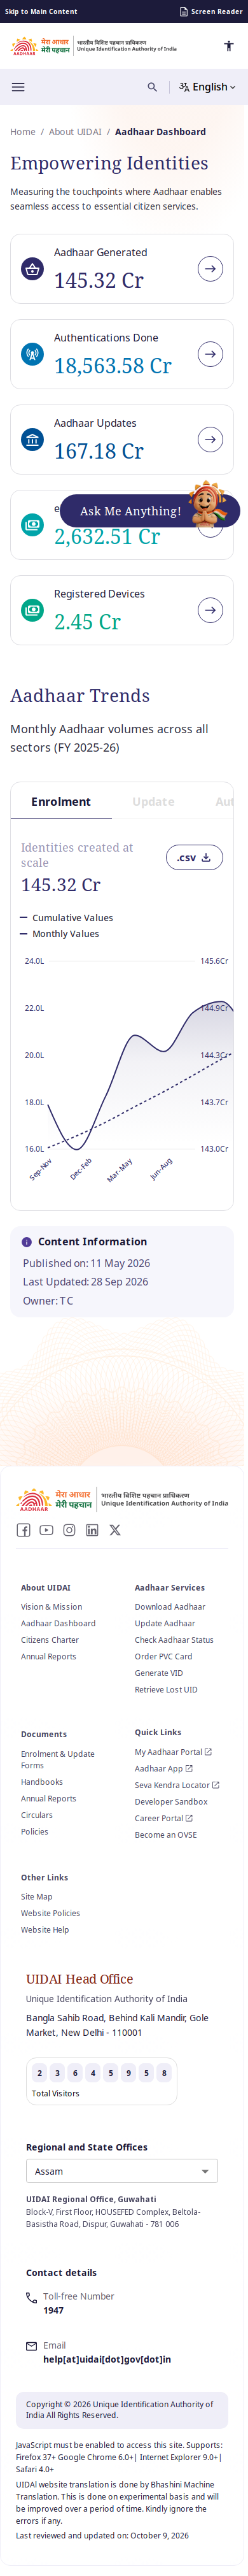 Skip to Main Content
Screen Reader
मेरा आधार
मेरी पहचान
AADHAAR
भारतीय विशिष्ट पहचान प्राधिकरण
Unique Identification Authority of India
English
Home / About UIDAI / Aadhaar Dashboard
Empowering Identities
Measuring the touchpoints where Aadhaar enables
seamless access to essential citizen services.
Aadhaar Generated
145.32 Cr
Authentications Done
18,563.58 Cr
Aadhaar Updates
167.18 Cr
Ask Me Anything!
2,632.51 Cr
Registered Devices
2.45 Cr
Aadhaar Trends
Monthly Aadhaar volumes across all
sectors (FY 2025-26)
Enrolment
Update
Aut
Identities created at
scale
145.32 Cr
.csv
Cumulative Values
Monthly Values
24.0L
145.6Cr
22.0L
144.9Cr
20.0L
144.3Cr
18.0L
143.7Cr
16.0L
143.0Cr
Sep-Nov
Dec-Feb
Mar-May
Jun-Aug
Content Information
Published on: 11 May 2026
Last Updated: 28 Sep 2026
Owner: T C
मेरा आधार
मेरी पहचान
AADHAAR
भारतीय विशिष्ट पहचान प्राधिकरण
Unique Identification Authority of India
About UIDAI
Vision & Mission
Aadhaar Dashboard
Citizens Charter
Annual Reports
Aadhaar Services
Download Aadhaar
Update Aadhaar
Check Aadhaar Status
Order PVC Card
Generate VID
Retrieve Lost UID
Documents
Enrolment & Update
Forms
Handbooks
Annual Reports
Circulars
Policies
Quick Links
My Aadhaar Portal
Aadhaar App
Seva Kendra Locator
Developer Sandbox
Career Portal
Become an OVSE
Other Links
Site Map
Website Policies
Website Help
UIDAI Head Office
Unique Identification Authority of India
Bangla Sahib Road, Behind Kali Mandir, Gole
Market, New Delhi - 110001
2 3 6 4 5 9 5 8
Total Visitors
Regional and State Offices
Assam
UIDAI Regional Office, Guwahati
Block-V, First Floor, HOUSEFED Complex, Beltola-
Basistha Road, Dispur, Guwahati - 781 006
Contact details
Toll-free Number
1947
Email
help[at]uidai[dot]gov[dot]in
Copyright © 2026 Unique Identification Authority of
India All Rights Reserved.
JavaScript must be enabled to access this site. Supports:
Firefox 37+ Google Chrome 6.0+| Internet Explorer 9.0+|
Safari 4.0+
UIDAI website translation is done by Bhashini Machine
Translation. This is done on experimental basis and will
be improved over a period of time. Kindly ignore the
errors if any.
Last reviewed and updated on: October 9, 2026